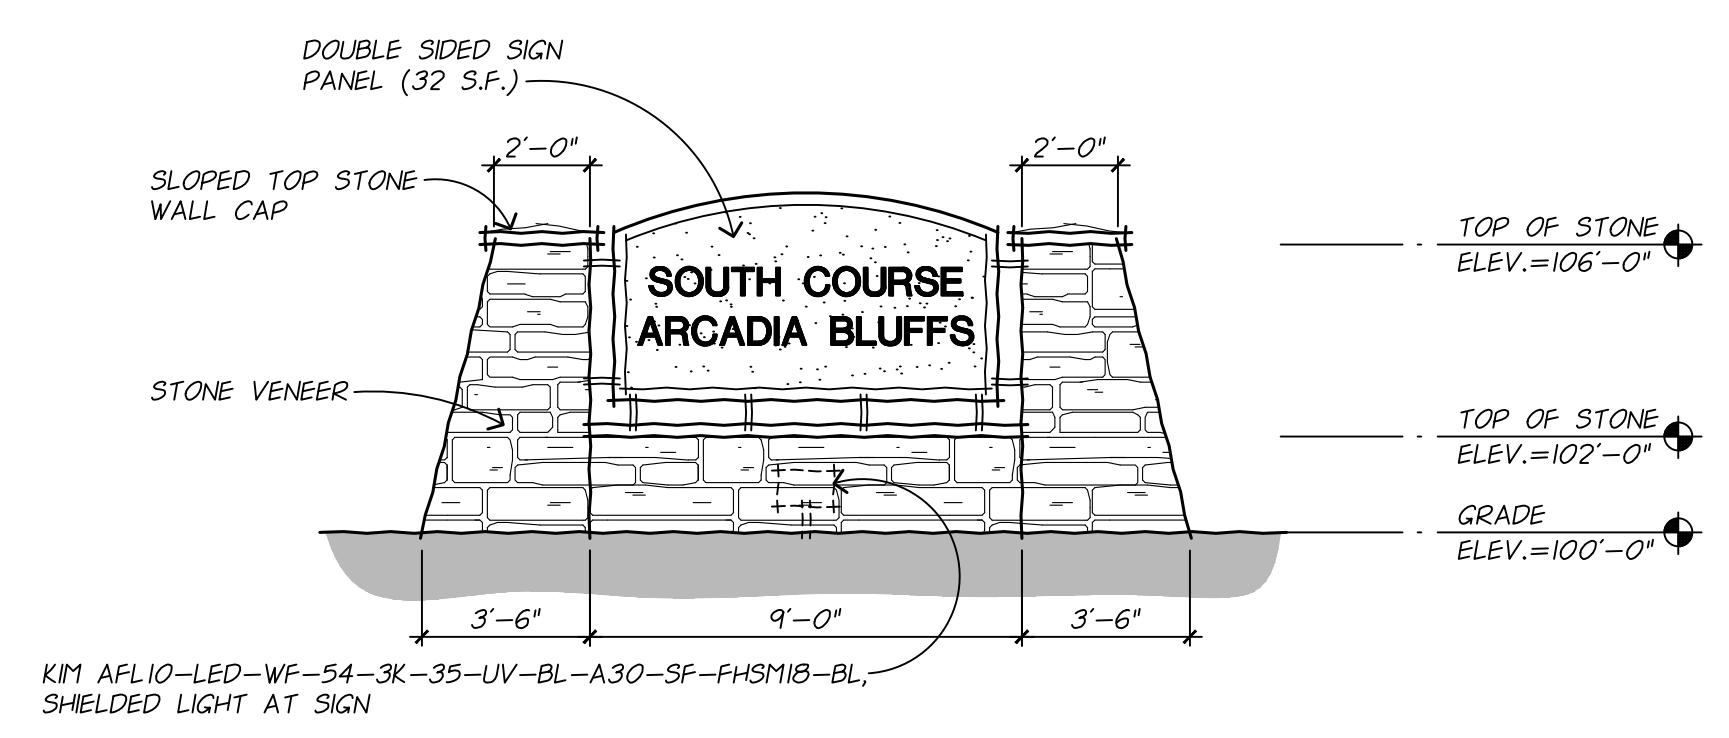 DOUBLE SIDED SIGN
PANEL (32 S.F.)
2'-0"
2'-0"
SLOPED TOP STONE
WALL CAP
TOP OF STONE
ELEV.=106'-0"
SOUTH COURSE
ARCADIA BLUFFS
STONE VENEER
TOP OF STONE
ELEV.=102'-0"
GRADE
ELEV.=100'-0"
3'-6"
9'-0"
3'-6"
KIM AFL10-LED-WF-54-3K-35-UV-BL-A30-SF-FHSM18-BL,
SHIELDED LIGHT AT SIGN